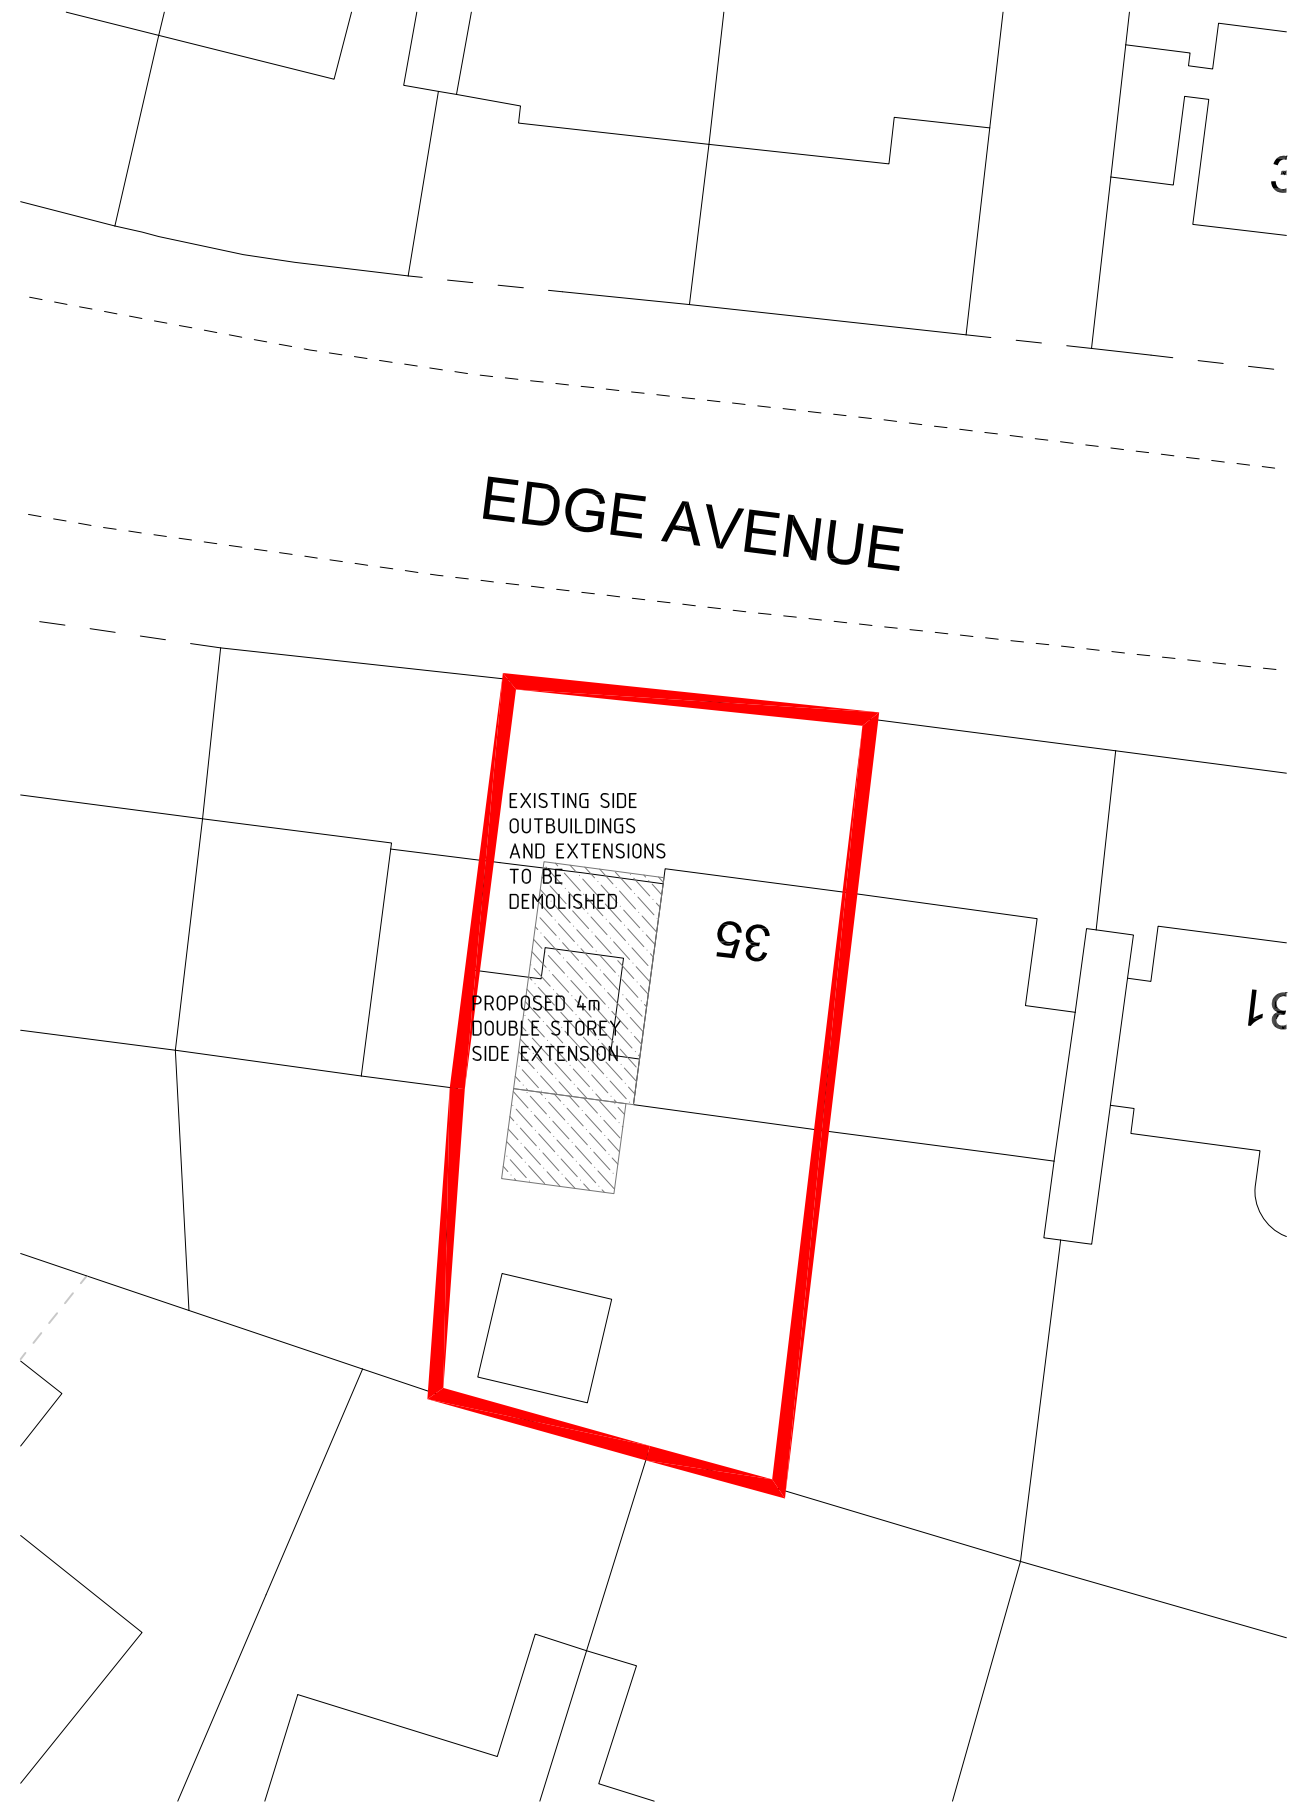 EDGE AVENUE
EXISTING SIDE
OUTBUILDINGS
AND EXTENSIONS
TO BE
DEMOLISHED
35
PROPOSED 4m
DOUBLE STOREY
SIDE EXTENSION
31